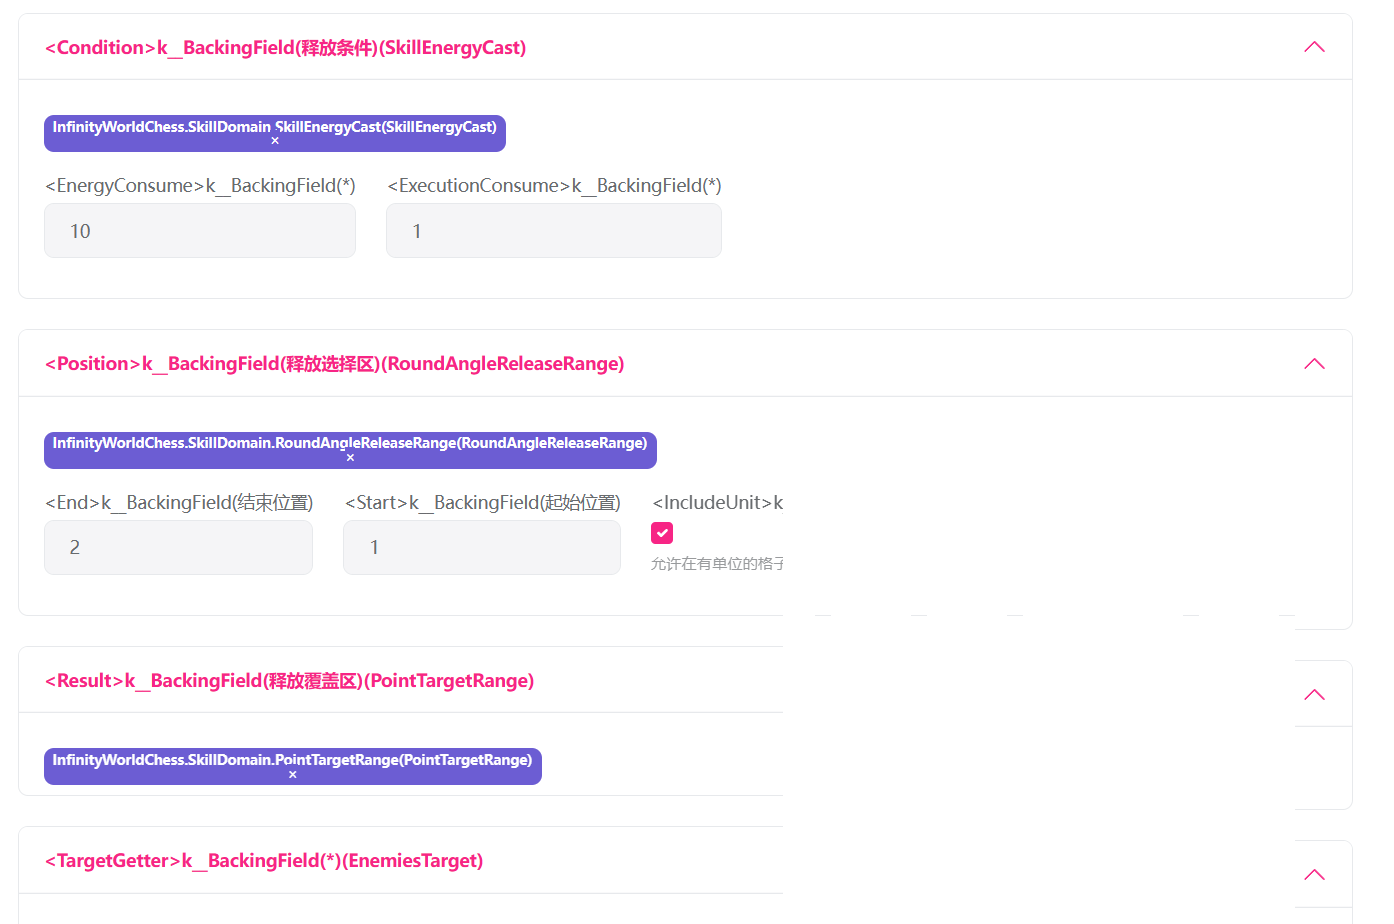 <Condition>k__BackingField(释放条件)(SkillEnergyCast)
InfinityWorldChess.SkillDomain.SkillEnergyCast(SkillEnergyCast)
×
<EnergyConsume>k__BackingField(*) <ExecutionConsume>k__BackingField(*)
10 1
<Position>k__BackingField(释放选择区)(RoundAngleReleaseRange)
InfinityWorldChess.SkillDomain.RoundAngleReleaseRange(RoundAngleReleaseRange)
×
<End>k__BackingField(结束位置) <Start>k__BackingField(起始位置) <IncludeUnit>k
2 1
允许在有单位的格子
<Result>k__BackingField(释放覆盖区)(PointTargetRange)
InfinityWorldChess.SkillDomain.PointTargetRange(PointTargetRange)
×
<TargetGetter>k__BackingField(*)(EnemiesTarget)